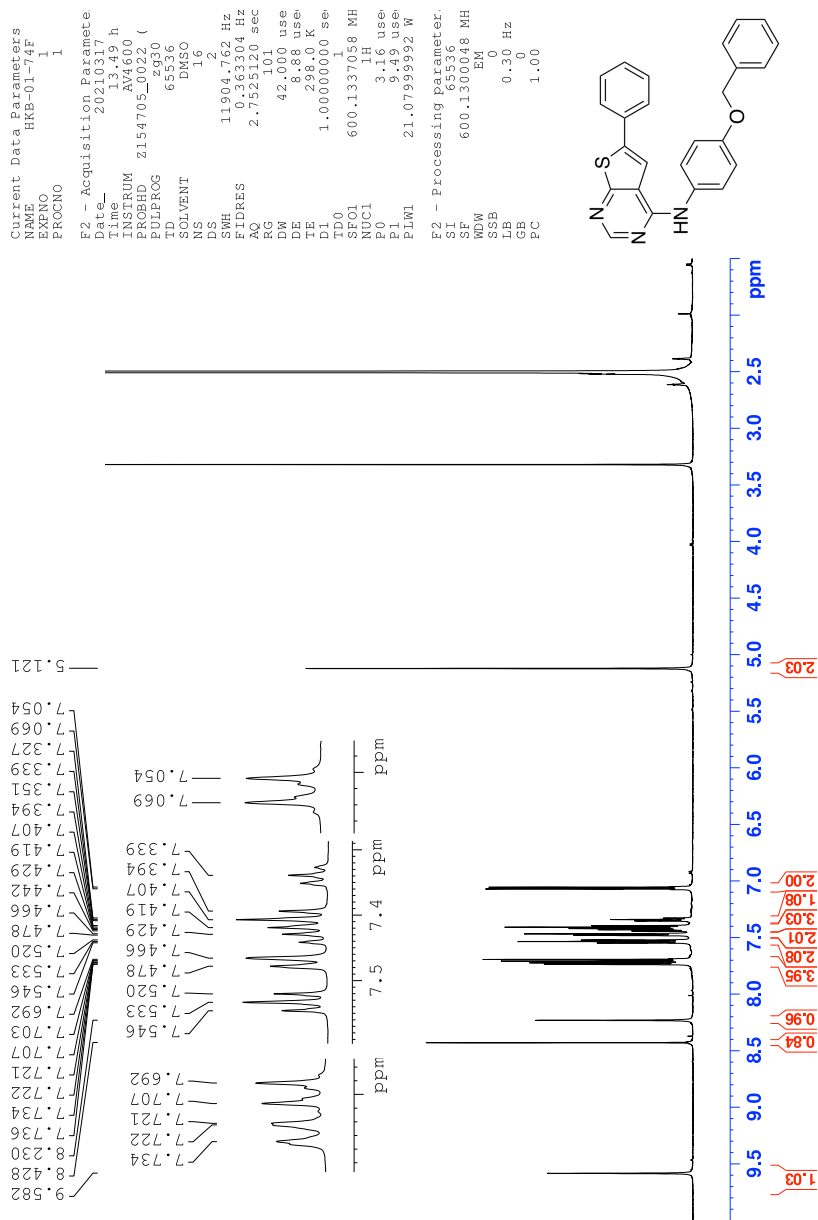 Current Data Parameters
NAME HKB-01-74F
EXPNO 1
PROCNO 1
F2 - Acquisition Paramete
Date_ 20210317
Time 13.49 h
INSTRUM AV4600
PROBHD Z154705_0022 (
PULPROG zg30
TD 65536
SOLVENT DMSO
NS 16
DS 2
SWH 11904.762 Hz
FIDRES 0.363304 Hz
AQ 2.7525120 sec
RG 101
DW 42.000 use
DE 8.88 use
TE 298.0 K
D1 1.00000000 se
TD0 1
SFO1 600.1337058 MH
NUC1 1H
P0 3.16 use
P1 9.49 use
PLW1 21.07999992 W
F2 - Processing parameter
SI 65536
SF 600.1300048 MH
WDW EM
SSB 0
LB 0.30 Hz
GB 0
PC 1.00
S
N
N
HN
O
9.582
8.428
8.230
7.736
7.734
7.722
7.721
7.707
7.703
7.692
7.546
7.533
7.520
7.478
7.466
7.442
7.429
7.419
7.407
7.394
7.351
7.339
7.327
7.069
7.054
5.121
7.734
7.722
7.721
7.707
7.692
ppm
7.546
7.533
7.520
7.478
7.466
7.429
7.419
7.407
7.394
7.339
7.5 7.4 ppm
7.069
7.054
ppm
9.5 9.0 8.5 8.0 7.5 7.0 6.5 6.0 5.5 5.0 4.5 4.0 3.5 3.0 2.5 ppm
1.03
0.84
0.96
3.95
2.08
2.01
3.03
1.08
2.00
2.03